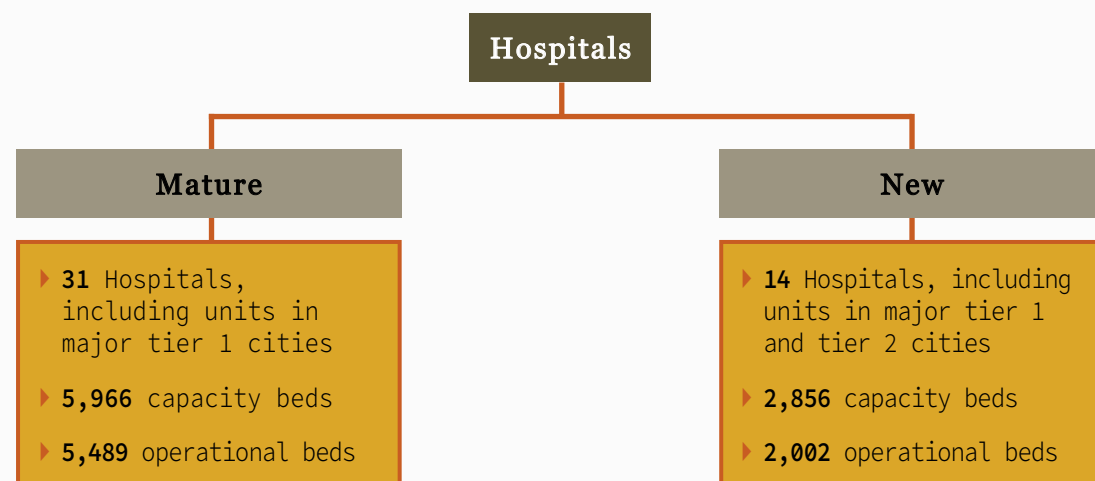 Hospitals
Mature
31 Hospitals,
including units in
major tier 1 cities
5,966 capacity beds
5,489 operational beds
New
14 Hospitals, including
units in major tier 1
and tier 2 cities
2,856 capacity beds
2,002 operational beds